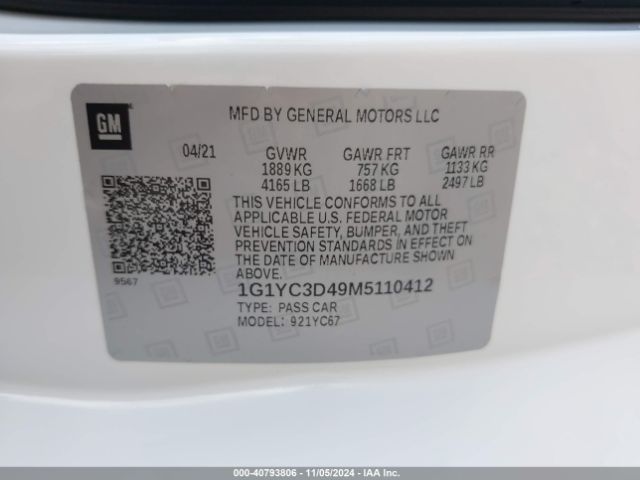 GM
MFD BY GENERAL MOTORS LLC
04/21 GVWR GAWR FRT GAWR RR
1889 KG 757 KG 1133 KG
4165 LB 1668 LB 2497 LB
THIS VEHICLE CONFORMS TO ALL
APPLICABLE U.S. FEDERAL MOTOR
VEHICLE SAFETY, BUMPER, AND THEFT
PREVENTION STANDARDS IN EFFECT ON
THE DATE OF MANUFACTURE SHOWN
ABOVE.
9567
1G1YC3D49M5110412
TYPE: PASS CAR
MODEL: 921YC67
000-40793806 - 11/05/2024 - IAAI.COM